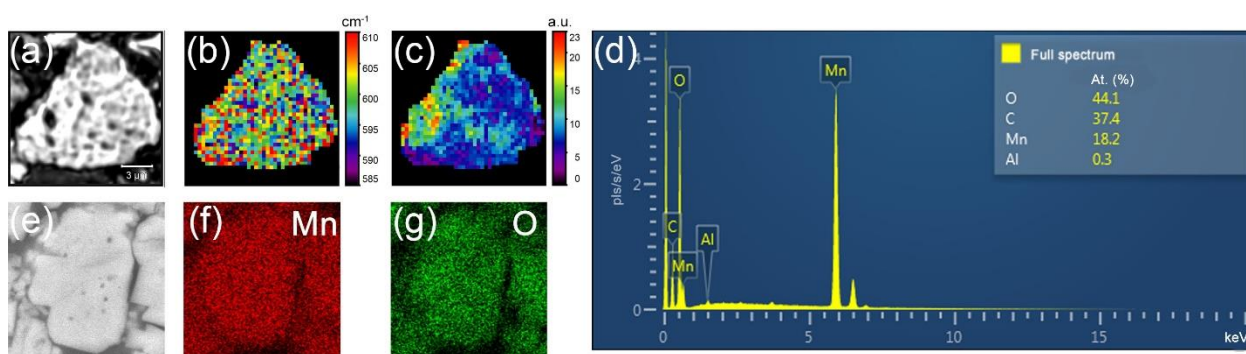 (a)
3 μm
(b)
cm-1
610
605
600
595
590
585
(c)
a.u.
23
20
15
10
5
0
(d)
pls/s/eV
4
2
0
O
C
Mn
Al
Mn
Full spectrum
At. (%)
O 44.1
C 37.4
Mn 18.2
Al 0.3
0 5 10 15 keV
(e)
(f) Mn
(g) O